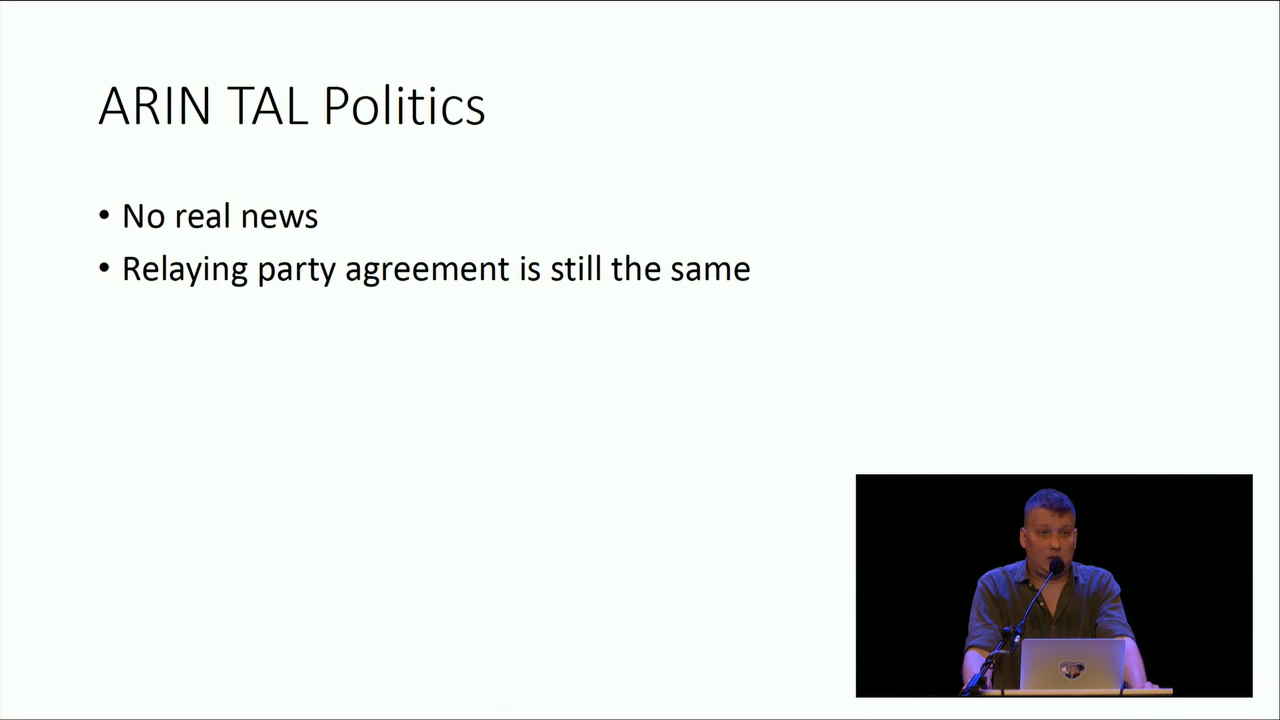 ARIN TAL Politics
• No real news
• Relaying party agreement is still the same